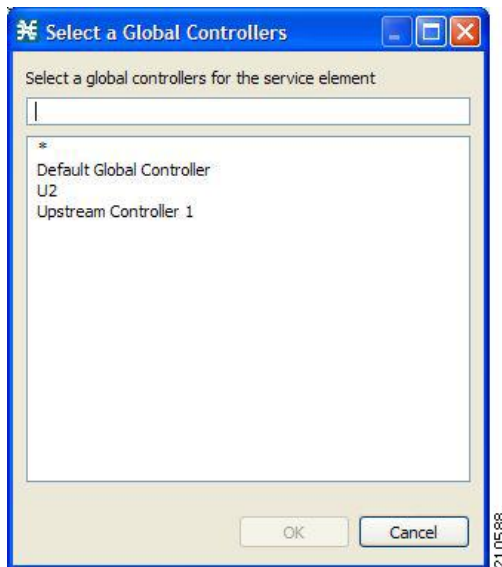 Select a Global Controllers
Select a global controllers for the service element
*
Default Global Controller
U2
Upstream Controller 1
OK
Cancel
210588